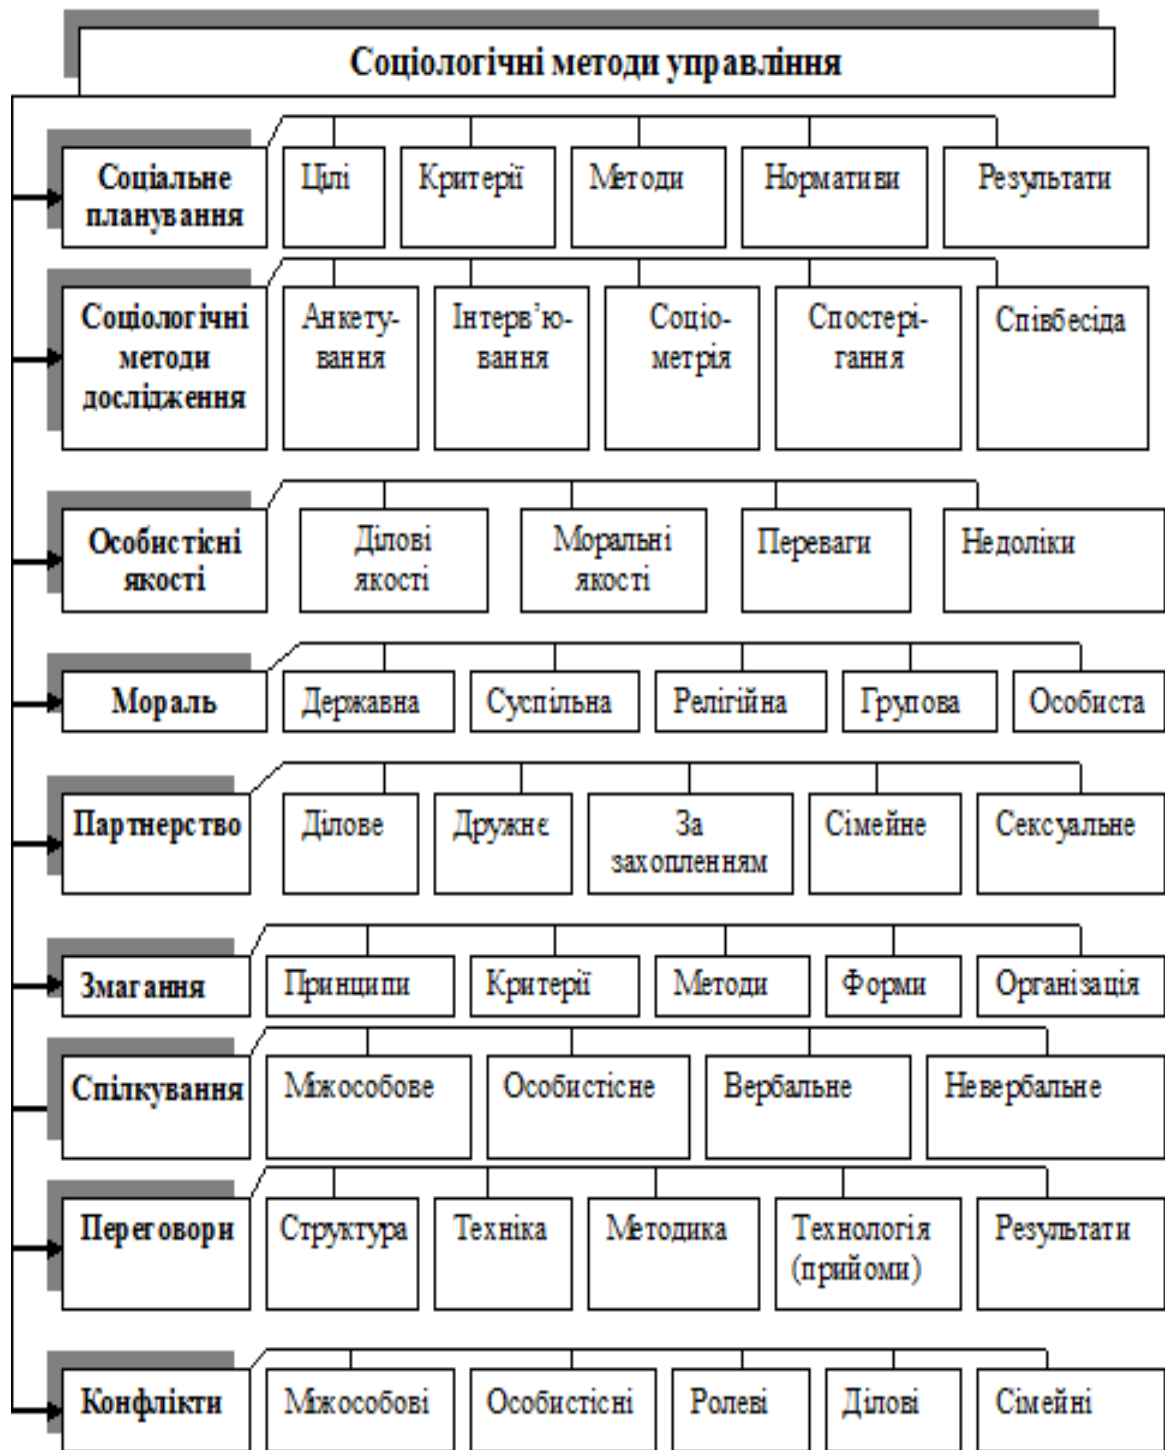 Соціологічні методи управління
Соціальне
планування
Цілі
Критерії
Методи
Нормативи
Результати
Соціологічні
методи
дослідження
Анкету-
вання
Інтерв’ю-
вання
Соціо-
метрія
Спостері-
гання
Співбесіда
Особистісні
якості
Ділові
якості
Моральні
якості
Переваги
Недоліки
Мораль
Державна
Суспільна
Релігійна
Групова
Особиста
Партнерство
Ділове
Дружнє
За
захопленням
Сімейне
Сексуальне
Змагання
Принципи
Критерії
Методи
Форми
Організація
Спілкування
Міжособове
Особистісне
Вербальне
Невербальне
Переговори
Структура
Техніка
Методика
Технологія
(прийоми)
Результати
Конфлікти
Міжособові
Особистісні
Ролеві
Ділові
Сімейні